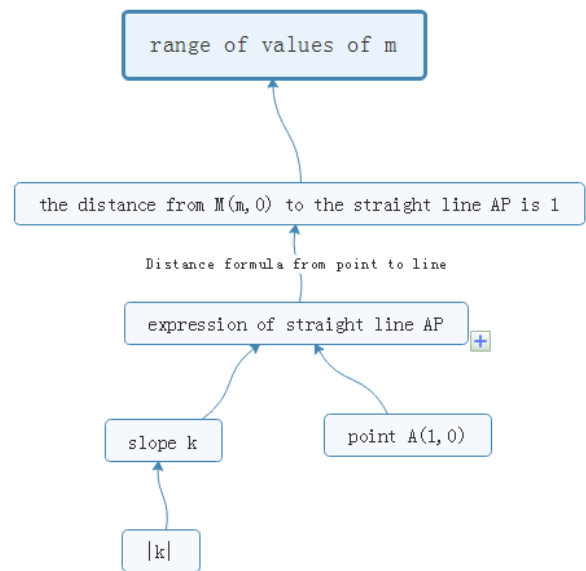 range of values of m
the distance from M(m,0) to the straight line AP is 1
Distance formula from point to line
expression of straight line AP
slope k
point A(1,0)
|k|